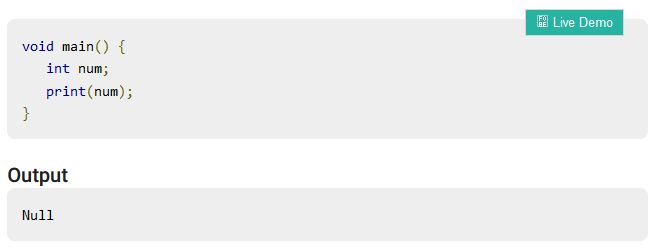 Live Demo
void main() {
   int num;
   print(num);
}
Output
Null